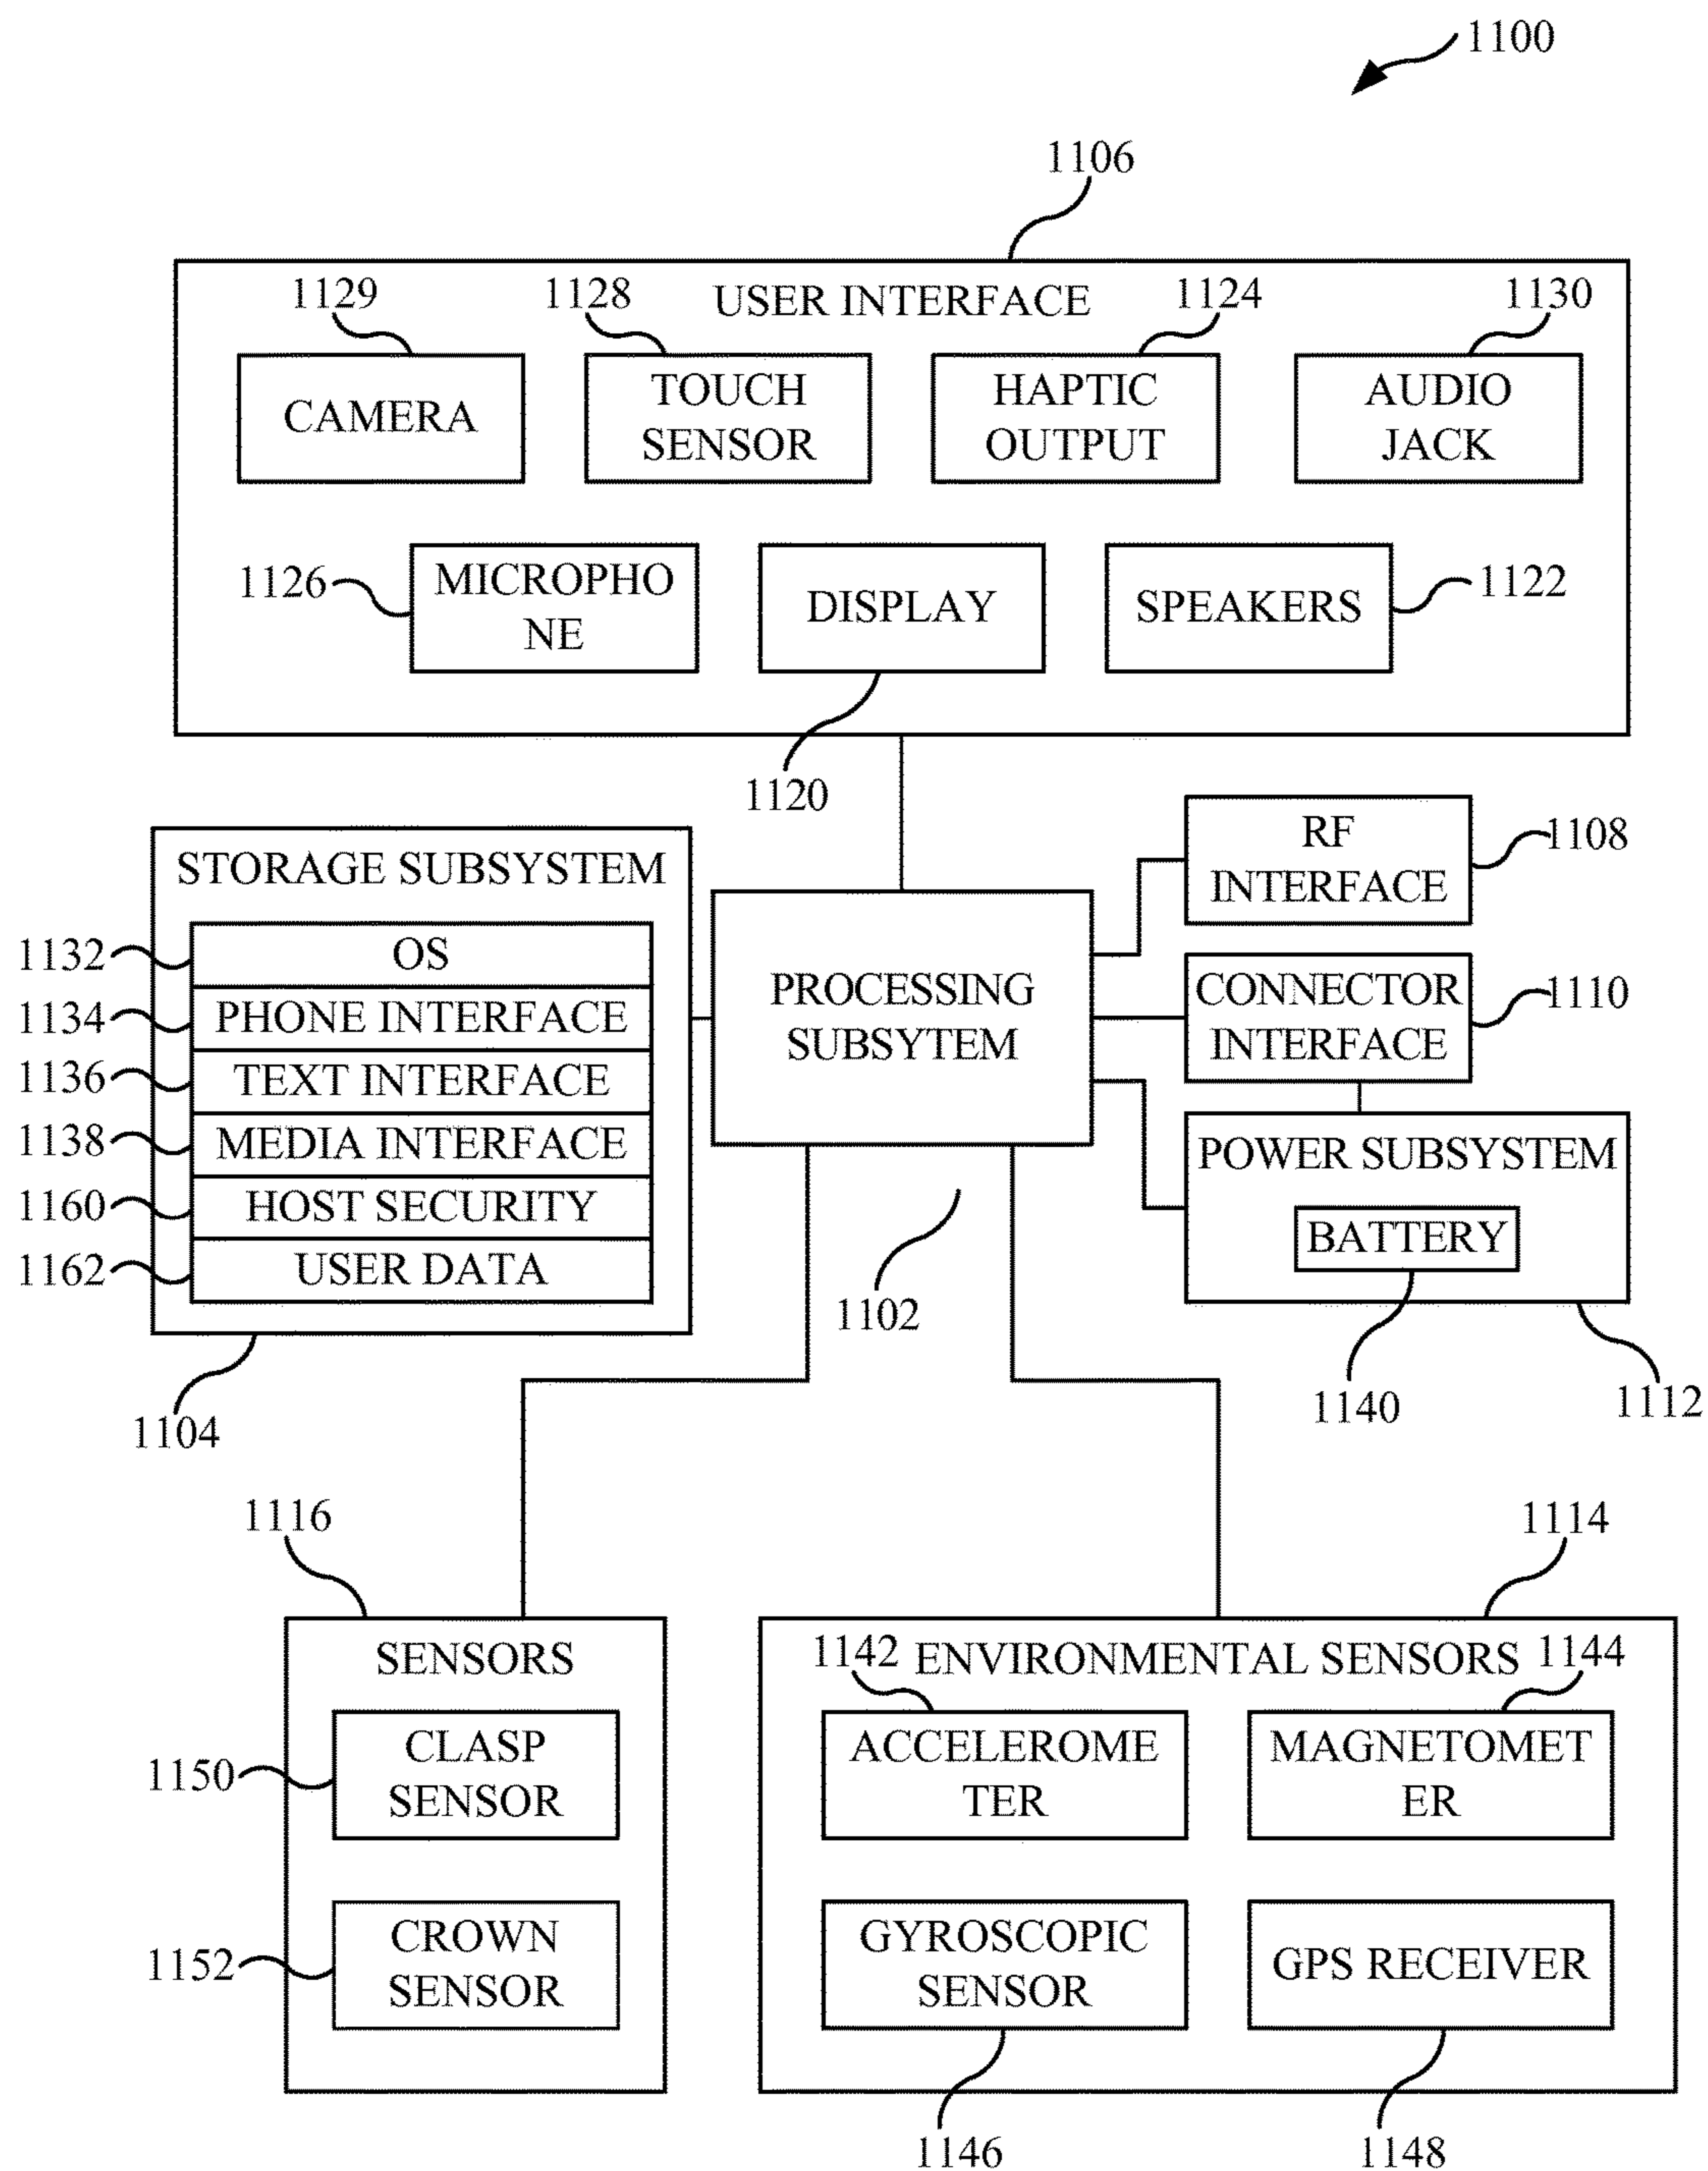 1100
1106
1129
1128
USER INTERFACE
1124
1130
CAMERA
TOUCH
SENSOR
HAPTIC
OUTPUT
AUDIO
JACK
1126
MICROPHO
NE
DISPLAY
SPEAKERS
1122
1120
STORAGE SUBSYSTEM
1132
OS
1134
PHONE INTERFACE
1136
TEXT INTERFACE
1138
MEDIA INTERFACE
1160
HOST SECURITY
1162
USER DATA
1104
PROCESSING
SUBSYTEM
1102
RF
INTERFACE
1108
CONNECTOR
INTERFACE
1110
POWER SUBSYSTEM
BATTERY
1140
1112
1116
SENSORS
1150
CLASP
SENSOR
1152
CROWN
SENSOR
1114
1142
ENVIRONMENTAL SENSORS
1144
ACCELEROME
TER
MAGNETOMET
ER
GYROSCOPIC
SENSOR
GPS RECEIVER
1146
1148